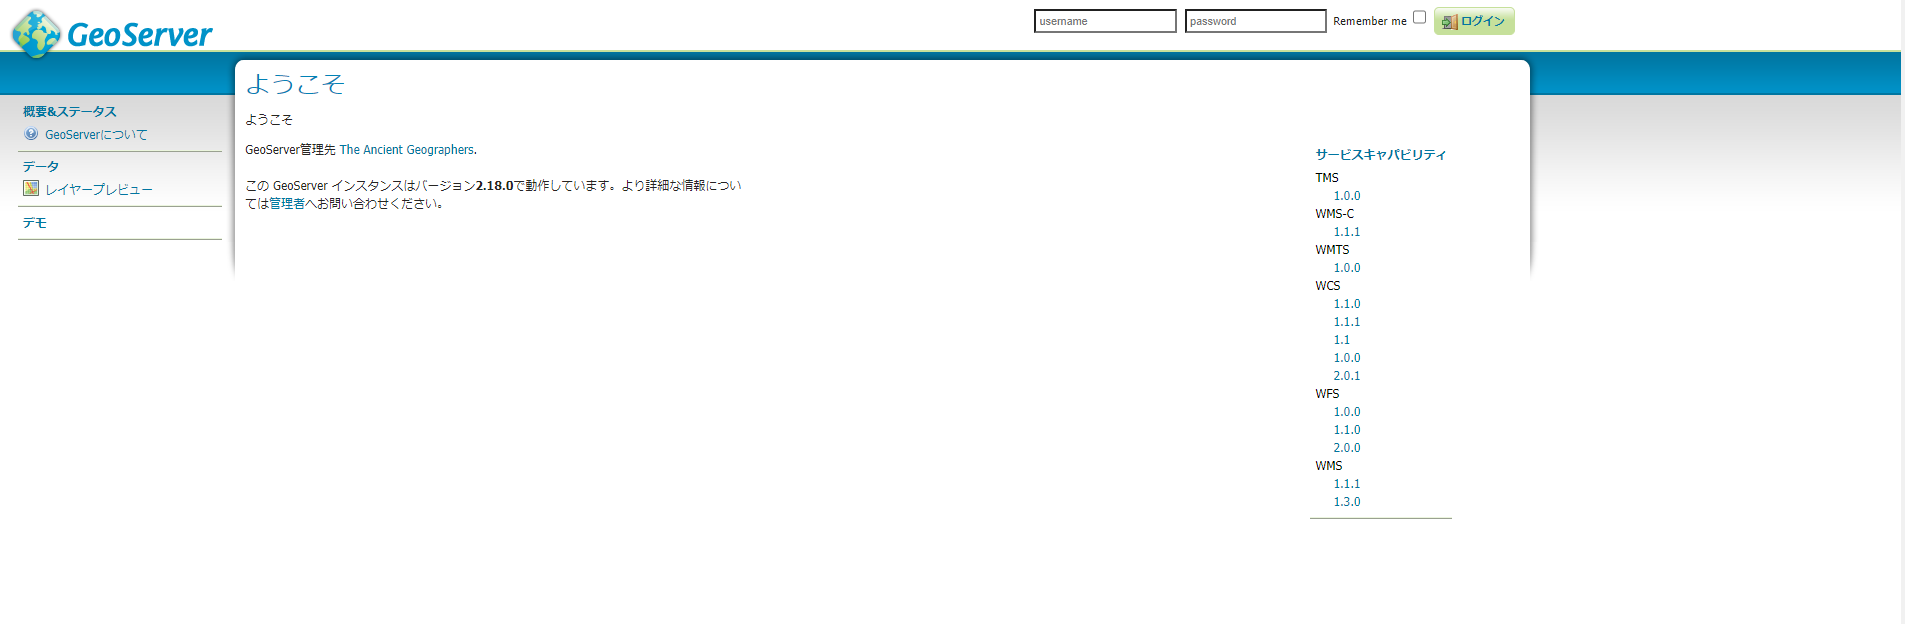 GeoServer
username password Remember me ログイン
概要&ステータス
GeoServerについて
データ
レイヤープレビュー
デモ
ようこそ
ようこそ
GeoServer管理先 The Ancient Geographers.
この GeoServer インスタンスはバージョン2.18.0で動作しています。より詳細な情報につい
ては管理者へお問い合わせください。
サービスキャパビリティ
TMS
1.0.0
WMS-C
1.1.1
WMTS
1.0.0
WCS
1.1.0
1.1.1
1.1
1.0.0
2.0.1
WFS
1.0.0
1.1.0
2.0.0
WMS
1.1.1
1.3.0